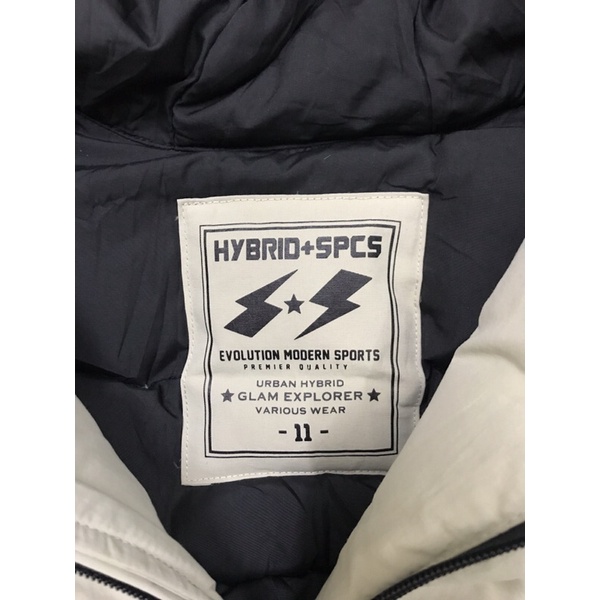 HYBRID+SPCS
EVOLUTION MODERN SPORTS
PREMIER QUALITY
URBAN HYBRID
★ GLAM EXPLORER ★
VARIOUS WEAR
- 11 -